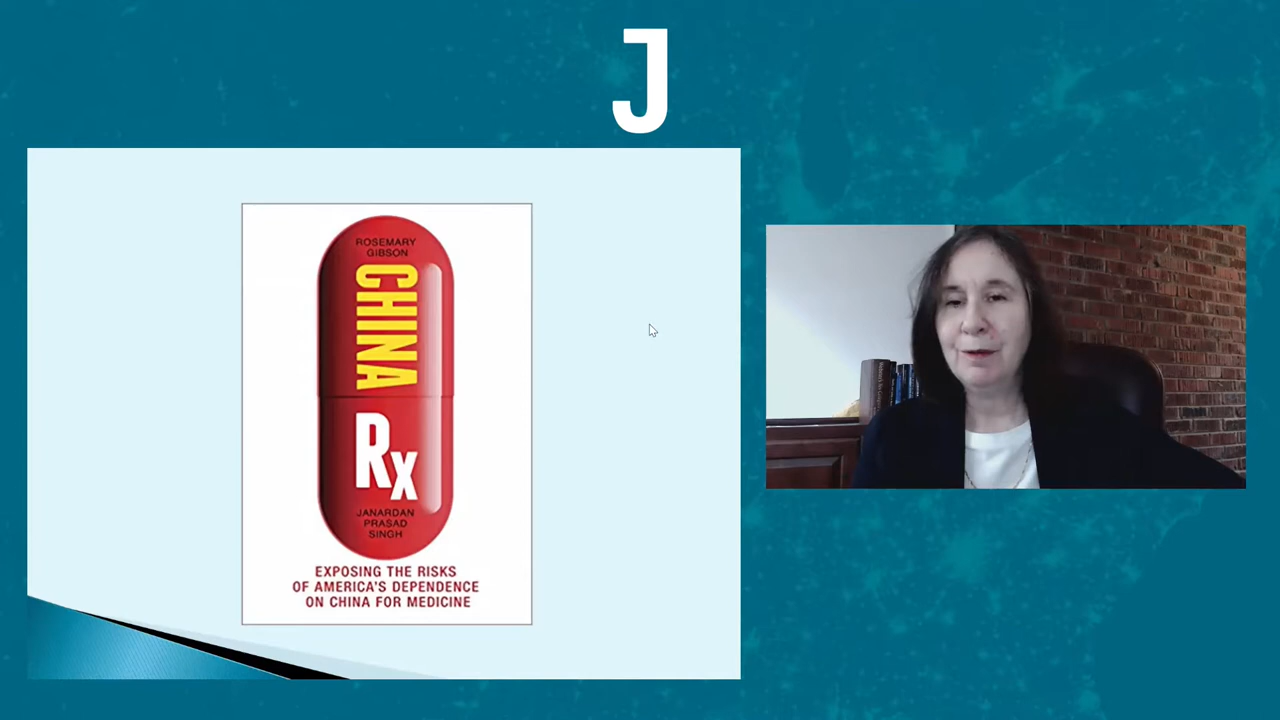 J
ROSEMARY
GIBSON
CHINA
Rx
JANARDAN
PRASAD
SINGH
EXPOSING THE RISKS
OF AMERICA'S DEPENDENCE
ON CHINA FOR MEDICINE